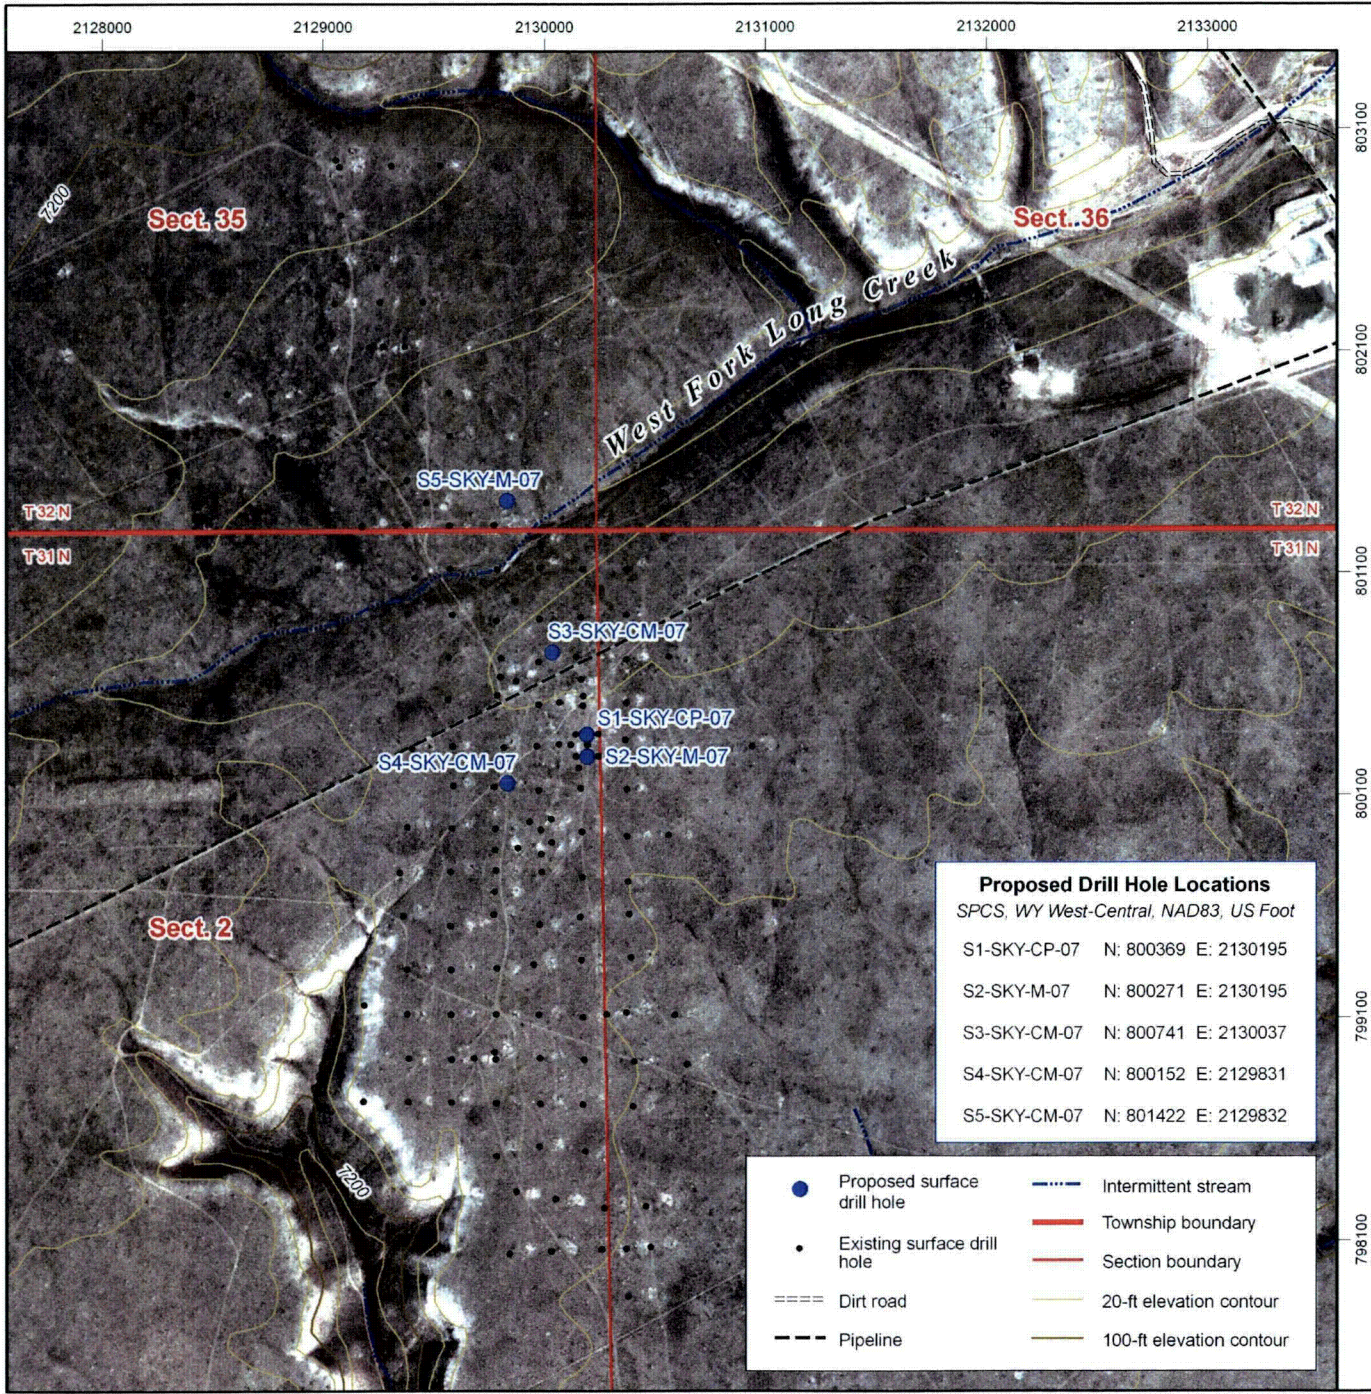 2128000 2129000 2130000 2131000 2132000 2133000
803100
7200
Sect. 35
Sect. 36
West Fork Long Creek
802100
S5-SKY-M-07
T 32 N
T 32 N
T 31 N
T 31 N
801100
S3-SKY-CM-07
S1-SKY-CP-07
S4-SKY-CM-07
S2-SKY-M-07
800100
Sect. 2
Proposed Drill Hole Locations
SPCS, WY West-Central, NAD83, US Foot
S1-SKY-CP-07 N: 800369 E: 2130195
S2-SKY-M-07 N: 800271 E: 2130195
S3-SKY-CM-07 N: 800741 E: 2130037
S4-SKY-CM-07 N: 800152 E: 2129831
S5-SKY-CM-07 N: 801422 E: 2129832
799100
7200
798100
Proposed surface
drill hole
Existing surface drill
hole
Dirt road
Pipeline
Intermittent stream
Township boundary
Section boundary
20-ft elevation contour
100-ft elevation contour